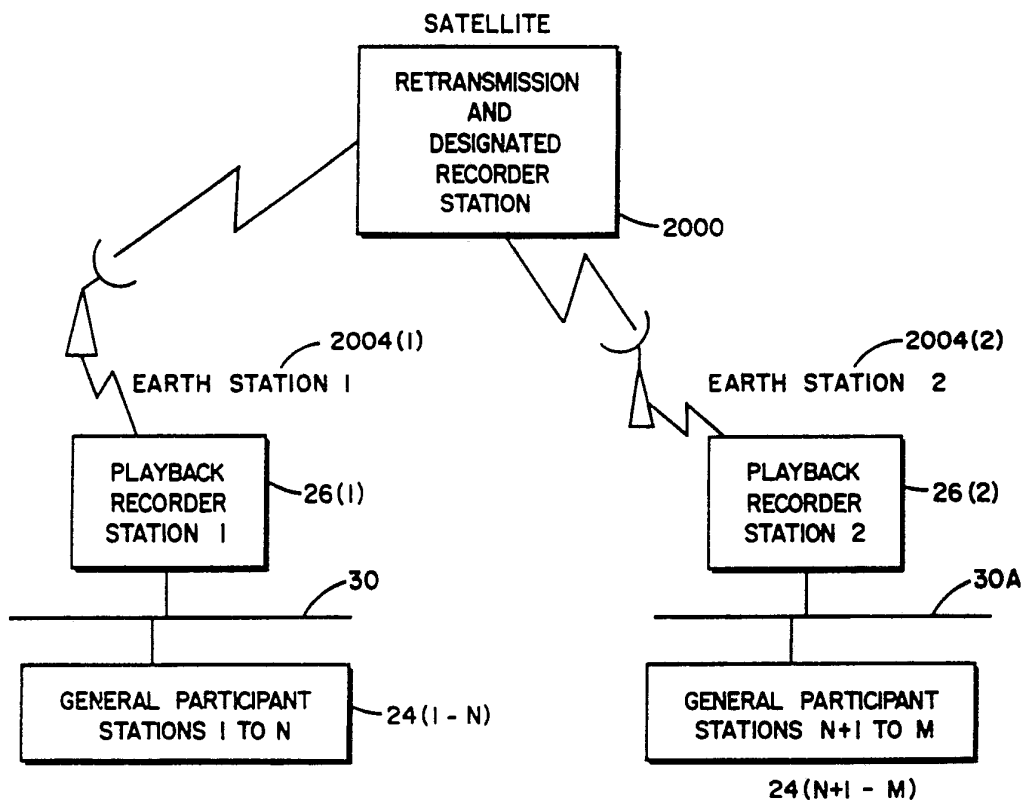 SATELLITE
RETRANSMISSION
AND
DESIGNATED
RECORDER
STATION
2000
2004(1)
EARTH STATION 1
2004(2)
EARTH STATION 2
PLAYBACK
RECORDER
STATION 1
26(1)
PLAYBACK
RECORDER
STATION 2
26(2)
30
30A
GENERAL PARTICIPANT
STATIONS 1 TO N
24(1-N)
GENERAL PARTICIPANT
STATIONS N+1 TO M
24(N+1 - M)